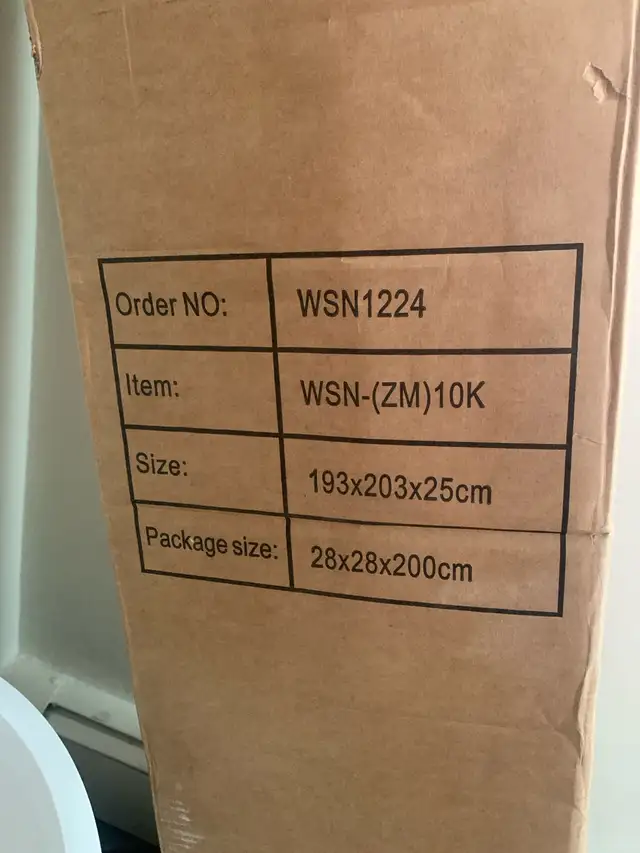 Order NO: WSN1224
Item: WSN-(ZM)10K
Size: 193x203x25cm
Package size: 28x28x200cm